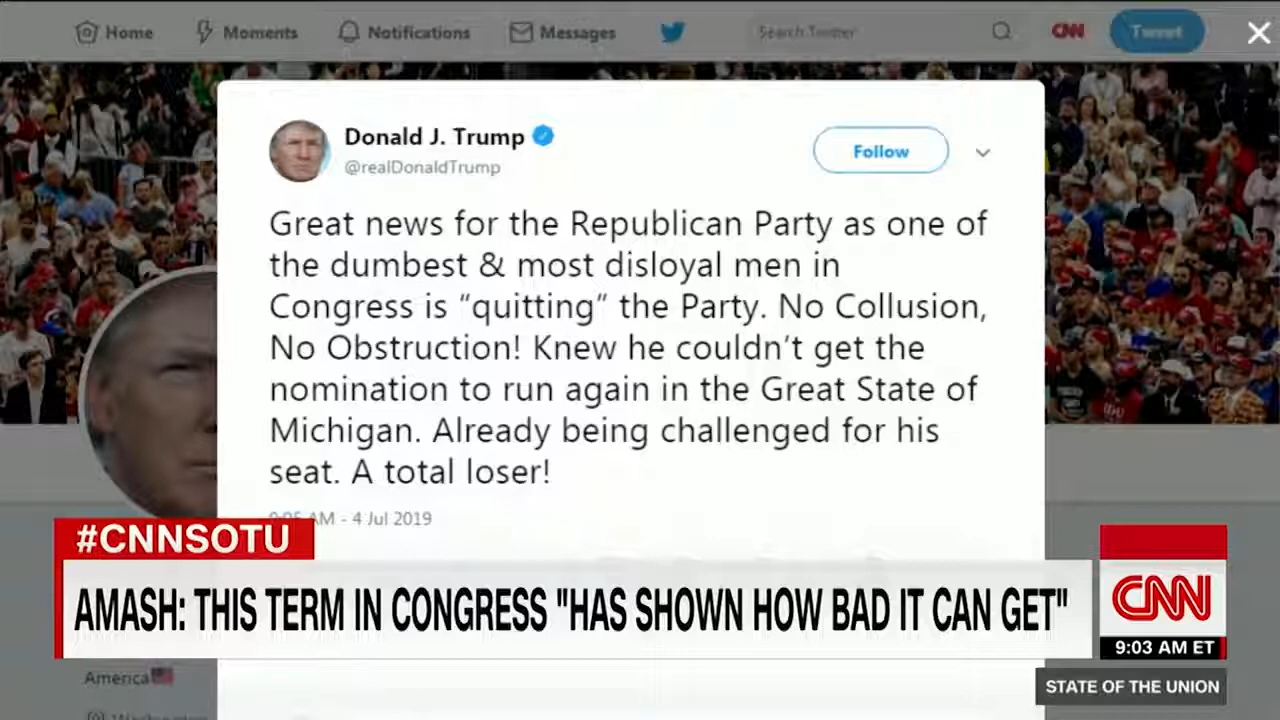 Home Moments Notifications Messages Search Twitter CNN Tweet
Donald J. Trump
@realDonaldTrump
Follow
Great news for the Republican Party as one of
the dumbest & most disloyal men in
Congress is “quitting” the Party. No Collusion,
No Obstruction! Knew he couldn’t get the
nomination to run again in the Great State of
Michigan. Already being challenged for his
seat. A total loser!
AM - 4 Jul 2019
#CNNSOTU
AMASH: THIS TERM IN CONGRESS "HAS SHOWN HOW BAD IT CAN GET"
CNN
9:03 AM ET
America
STATE OF THE UNION